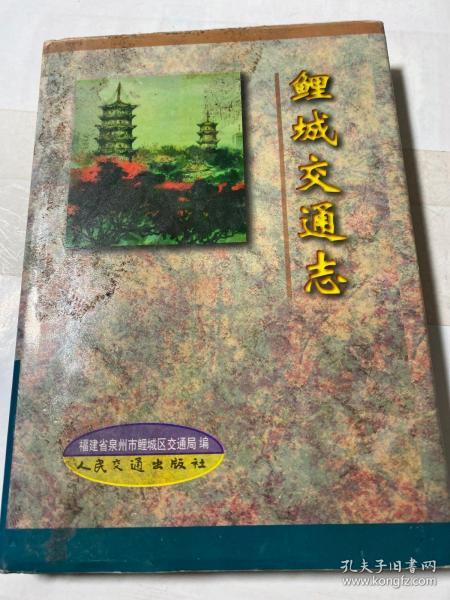 鲤城交通志
福建省泉州市鲤城区交通局 编
人民交通出版社
孔夫子旧书网
www.kongfz.com